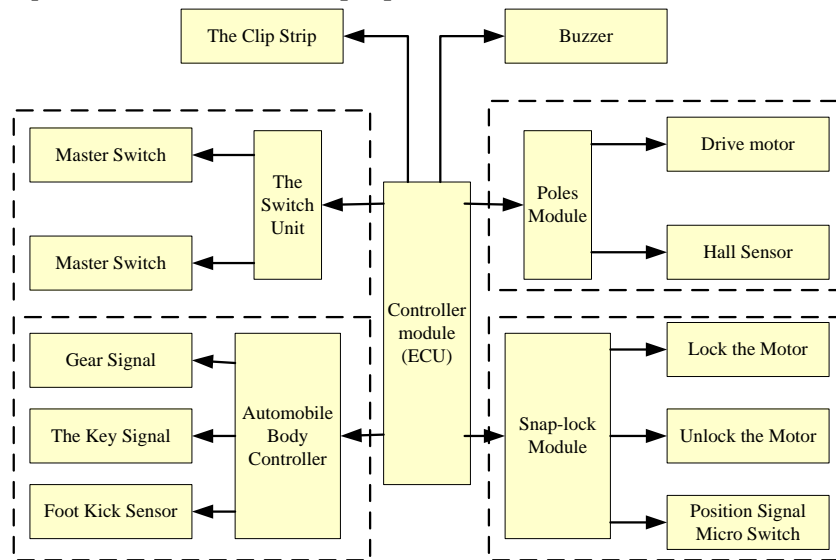 The Clip Strip
Buzzer
Master Switch
Master Switch
The
Switch
Unit
Poles
Module
Drive motor
Hall Sensor
Controller
module
(ECU)
Gear Signal
The Key Signal
Foot Kick Sensor
Automobile
Body
Controller
Snap-lock
Module
Lock the Motor
Unlock the Motor
Position Signal
Micro Switch